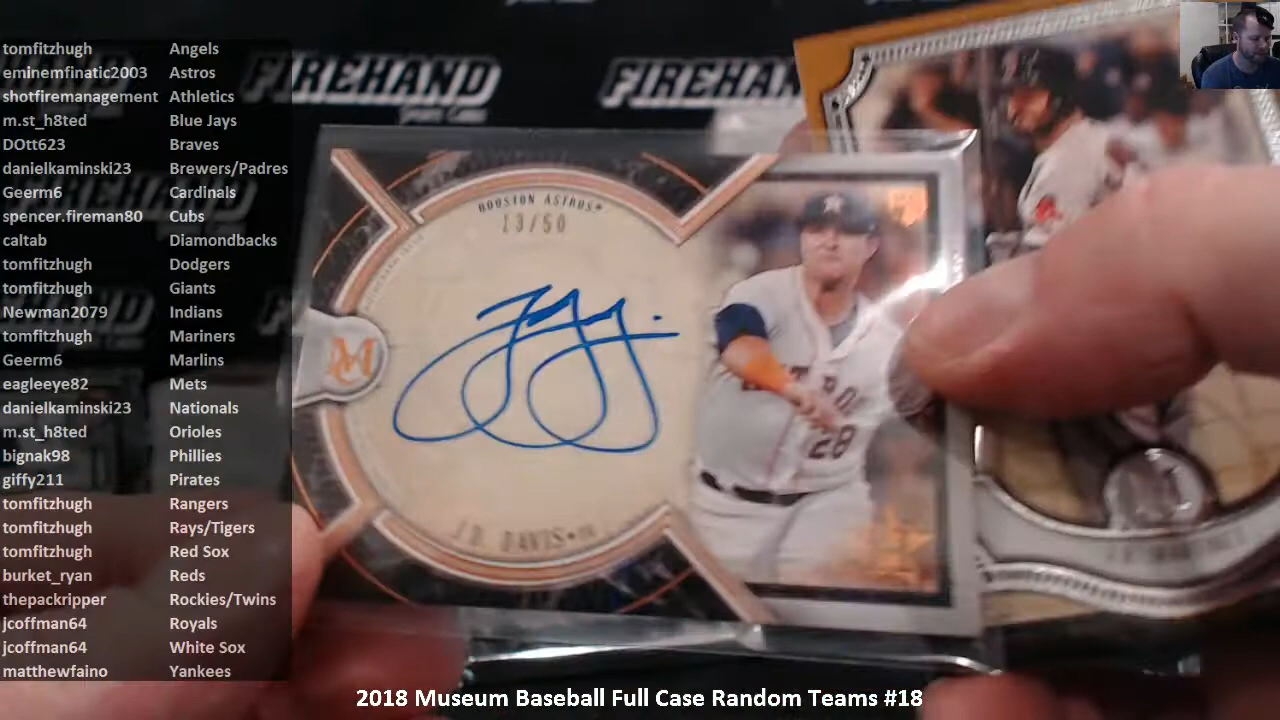 tomfitzhugh Angels
eminemfinatic2003 Astros
shotfiremanagement Athletics
m.st_h8ted Blue Jays
DOtt623 Braves
danielkaminski23 Brewers/Padres
Geerm6 Cardinals
spencer.fireman80 Cubs
caltab Diamondbacks
tomfitzhugh Dodgers
tomfitzhugh Giants
Newman2079 Indians
tomfitzhugh Mariners
Geerm6 Marlins
eagleeye82 Mets
danielkaminski23 Nationals
m.st_h8ted Orioles
bignak98 Phillies
giffy211 Pirates
tomfitzhugh Rangers
tomfitzhugh Rays/Tigers
tomfitzhugh Red Sox
burket_ryan Reds
thepackripper Rockies/Twins
jcoffman64 Royals
jcoffman64 White Sox
matthewfaino Yankees
FIREHAND
FIREHAND
HOUSTON ASTROS
13/50
M
J.D. DAVIS
28
2018 Museum Baseball Full Case Random Teams #18